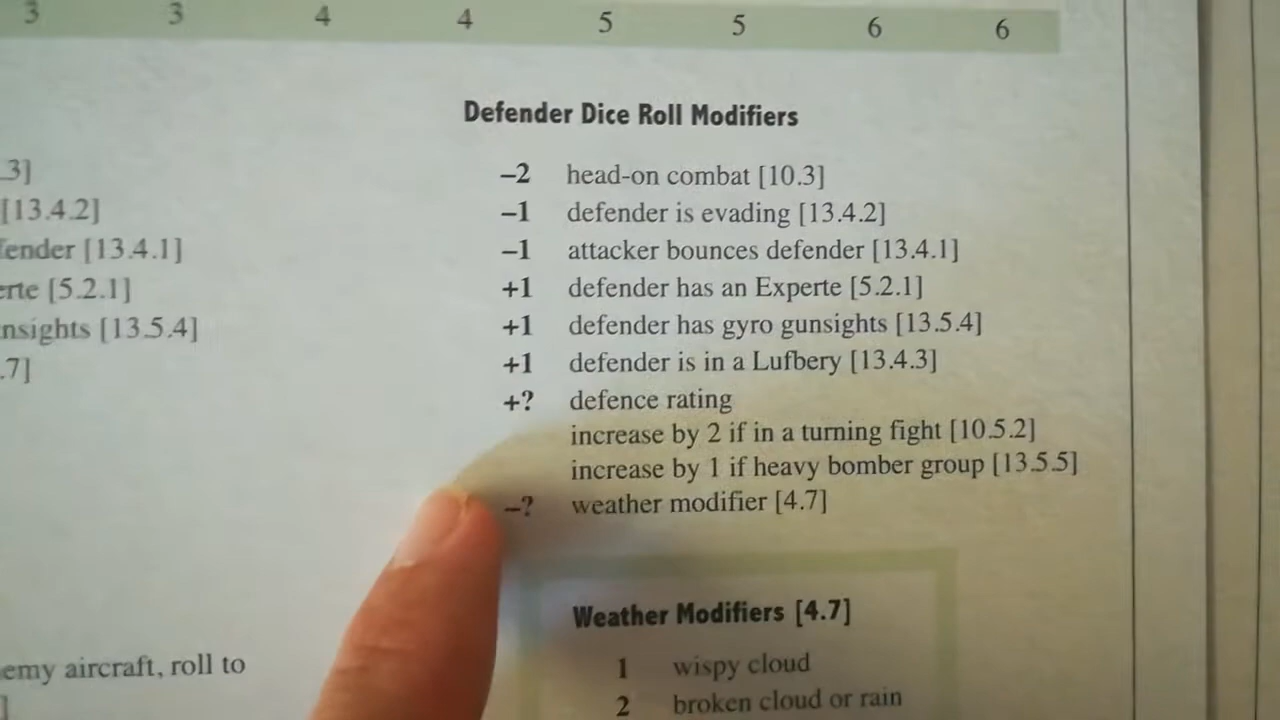 3 3 4 4 5 5 6 6
Defender Dice Roll Modifiers
.3]
–2 head-on combat [10.3]
[13.4.2]
–1 defender is evading [13.4.2]
fender [13.4.1]
–1 attacker bounces defender [13.4.1]
erte [5.2.1]
+1 defender has an Experte [5.2.1]
nsights [13.5.4]
+1 defender has gyro gunsights [13.5.4]
.7]
+1 defender is in a Lufbery [13.4.3]
+? defence rating
increase by 2 if in a turning fight [10.5.2]
increase by 1 if heavy bomber group [13.5.5]
–? weather modifier [4.7]
Weather Modifiers [4.7]
1 wispy cloud
emy aircraft, roll to
]
2 broken cloud or rain